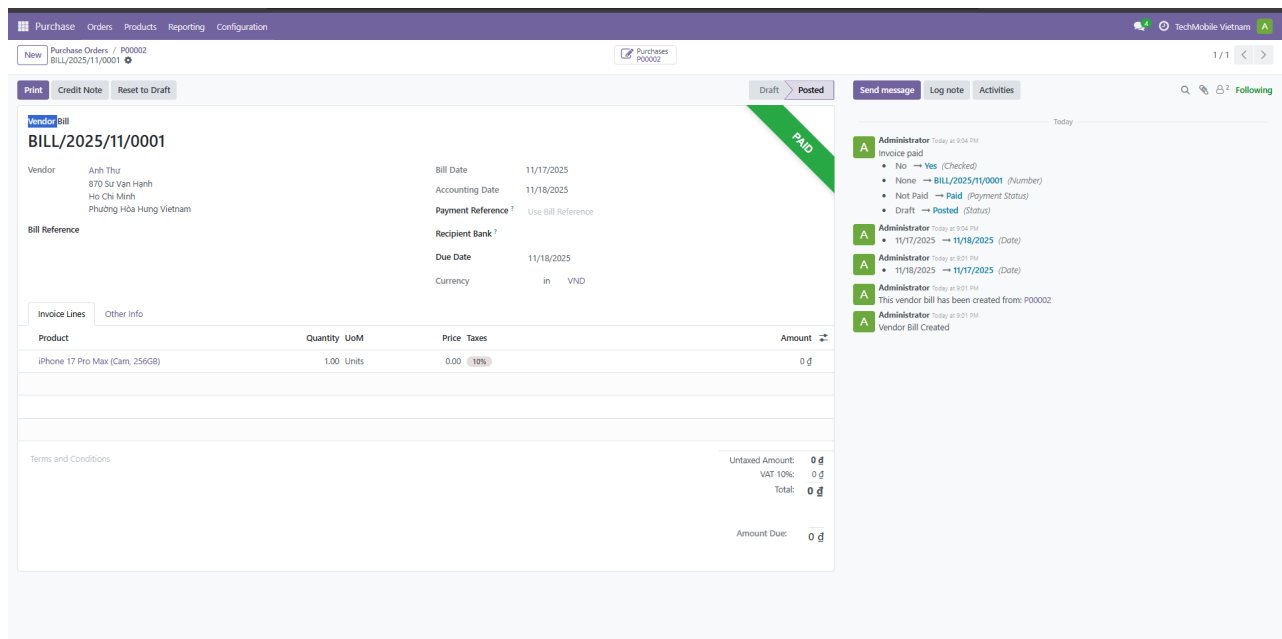 Purchase Orders Products Reporting Configuration
4 TechMobile Vietnam A
New Purchase Orders / P00002
BILL/2025/11/0001
Purchases
P00002
1 / 1
Print Credit Note Reset to Draft
Draft Posted
Send message Log note Activities
2 Following
Vendor Bill
BILL/2025/11/0001
PAID
Vendor Anh Thư
870 Sư Vạn Hạnh
Ho Chi Minh
Phường Hòa Hưng Vietnam
Bill Reference
Bill Date 11/17/2025
Accounting Date 11/18/2025
Payment Reference ? Use Bill Reference
Recipient Bank ?
Due Date 11/18/2025
Currency in VND
Invoice Lines Other Info
Product Quantity UoM Price Taxes Amount
iPhone 17 Pro Max (Cam, 256GB) 1.00 Units 0.00 10% 0 ₫
Terms and Conditions
Untaxed Amount: 0 ₫
VAT 10%: 0 ₫
Total: 0 ₫
Amount Due: 0 ₫
Today
A Administrator Today at 9:04 PM
Invoice paid
• No → Yes (Checked)
• None → BILL/2025/11/0001 (Number)
• Not Paid → Paid (Payment Status)
• Draft → Posted (Status)
A Administrator Today at 9:04 PM
• 11/17/2025 → 11/18/2025 (Date)
A Administrator Today at 9:01 PM
• 11/18/2025 → 11/17/2025 (Date)
A Administrator Today at 9:01 PM
This vendor bill has been created from: P00002
A Administrator Today at 9:01 PM
Vendor Bill Created